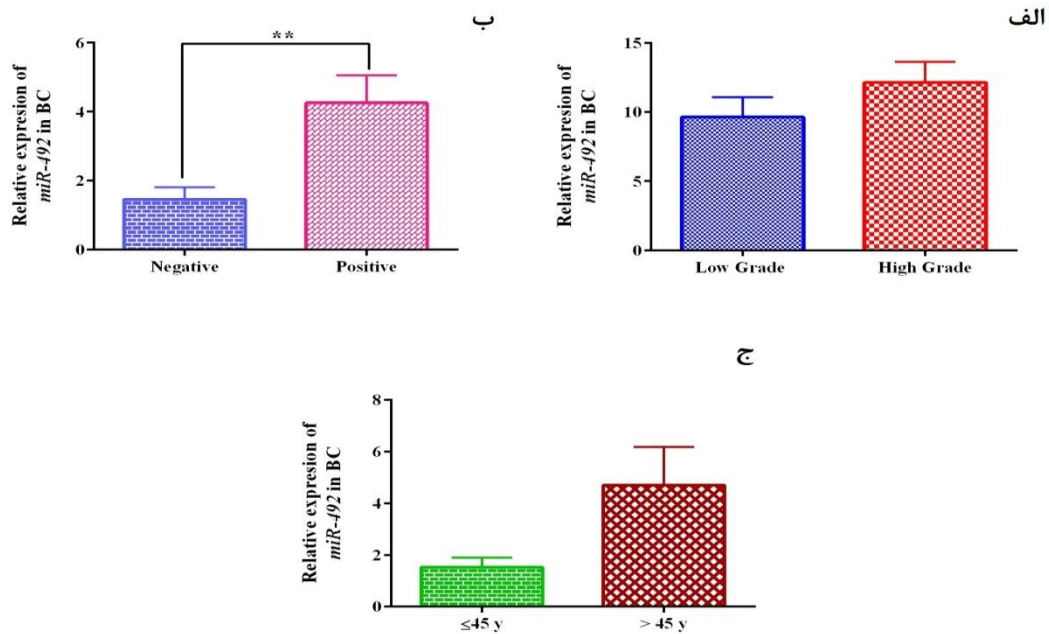 الف
15
10
5
0
Relative expresion of
miR-492 in BC
Low Grade
High Grade
ب
**
6
4
2
0
Relative expresion of
miR-492 in BC
Negative
Positive
ج
8
6
4
2
0
Relative expresion of
miR-492 in BC
≤45 y
> 45 y